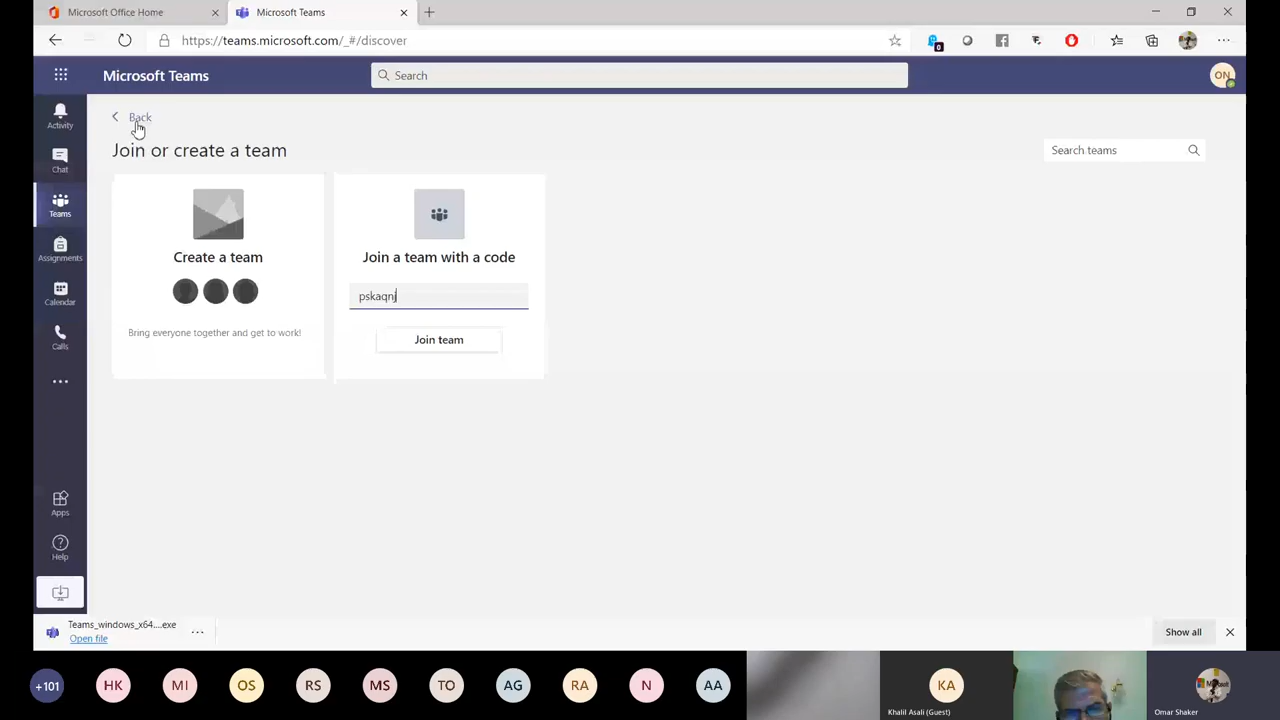 Microsoft Office Home
Microsoft Teams
https://teams.microsoft.com/_#/discover
0
Microsoft Teams
Search
ON
Activity
Chat
Teams
Assignments
Calendar
Calls
Apps
Help
Back
Join or create a team
Search teams
Create a team
Bring everyone together and get to work!
Join a team with a code
pskaqnj
Join team
Teams_windows_x64....exe
Open file
Show all
+101
HK
MI
OS
RS
MS
TO
AG
RA
N
AA
KA
Khalil Asali (Guest)
Omar Shaker